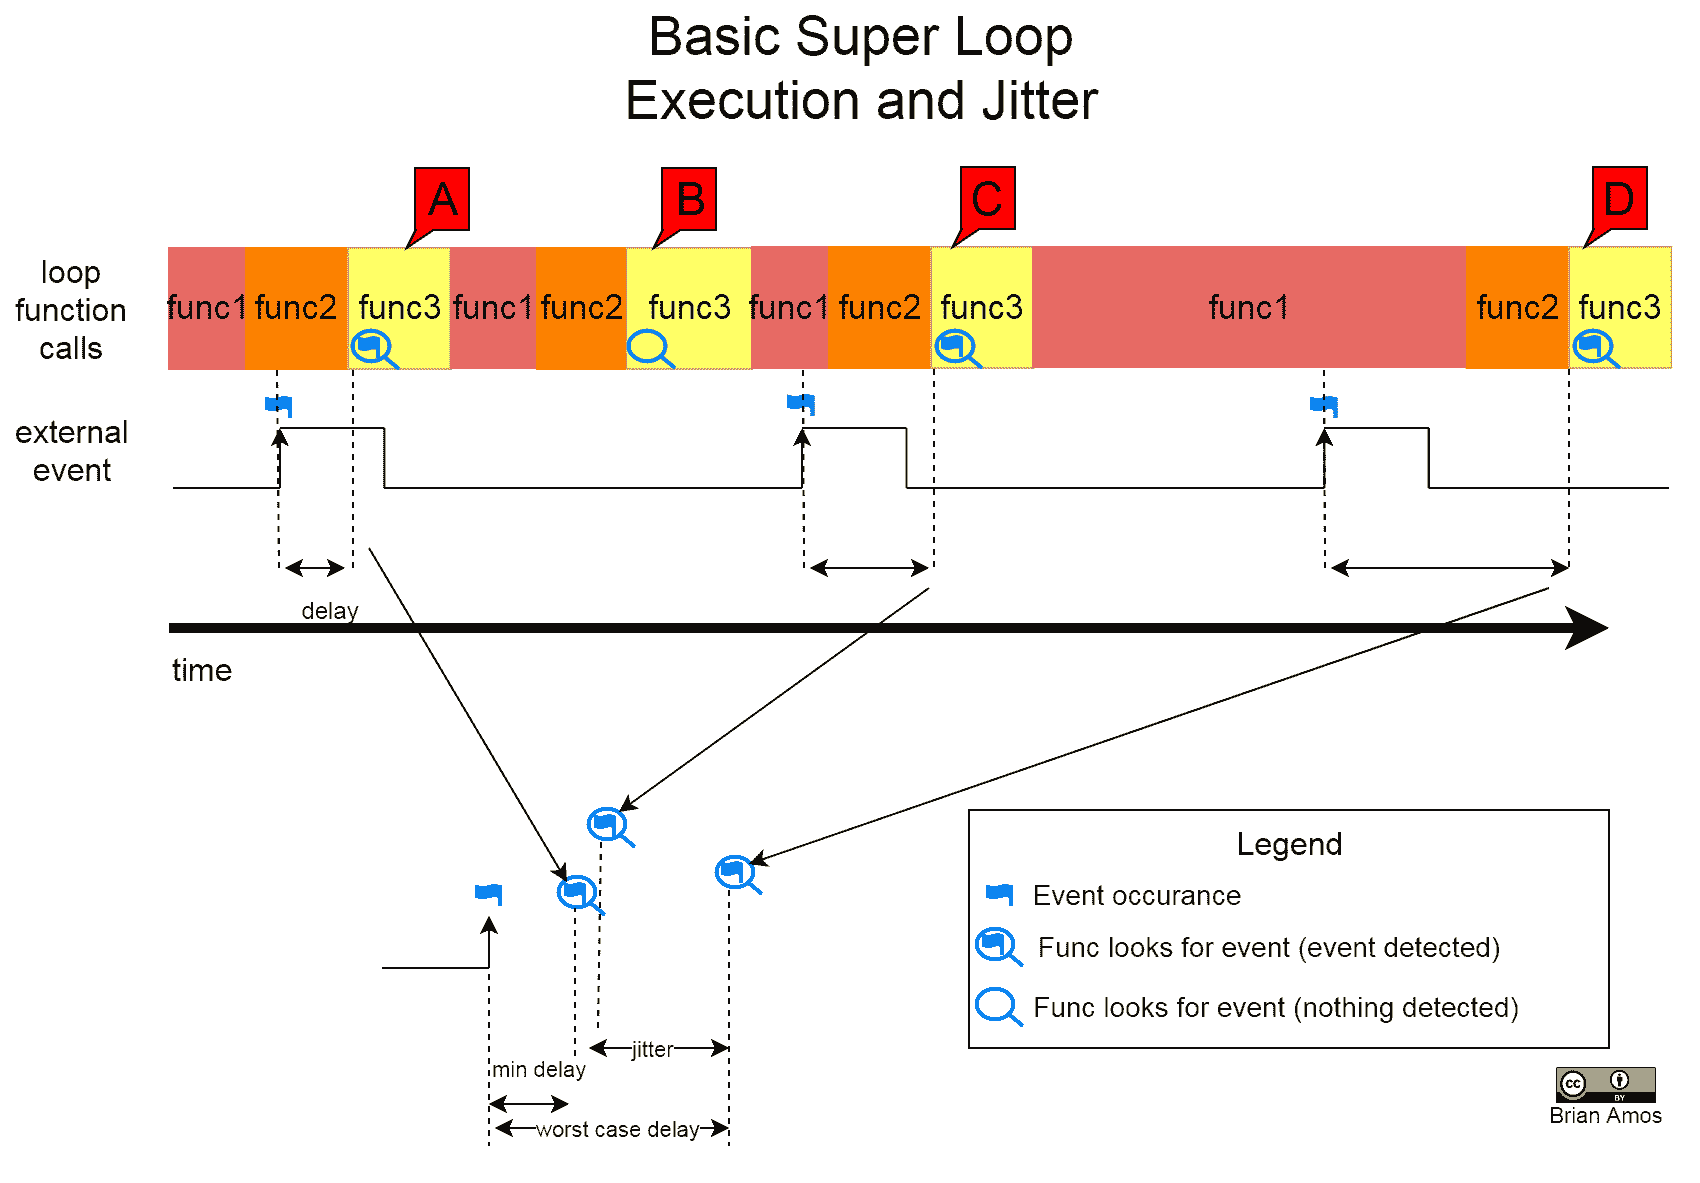 Basic Super Loop
Execution and Jitter
A
B
C
D
loop
function
calls
func1
func2
func3
func1
func2
func3
func1
func2
func3
func1
func2
func3
external
event
delay
time
jitter
min delay
worst case delay
Legend
Event occurance
Func looks for event (event detected)
Func looks for event (nothing detected)
cc
BY
Brian Amos